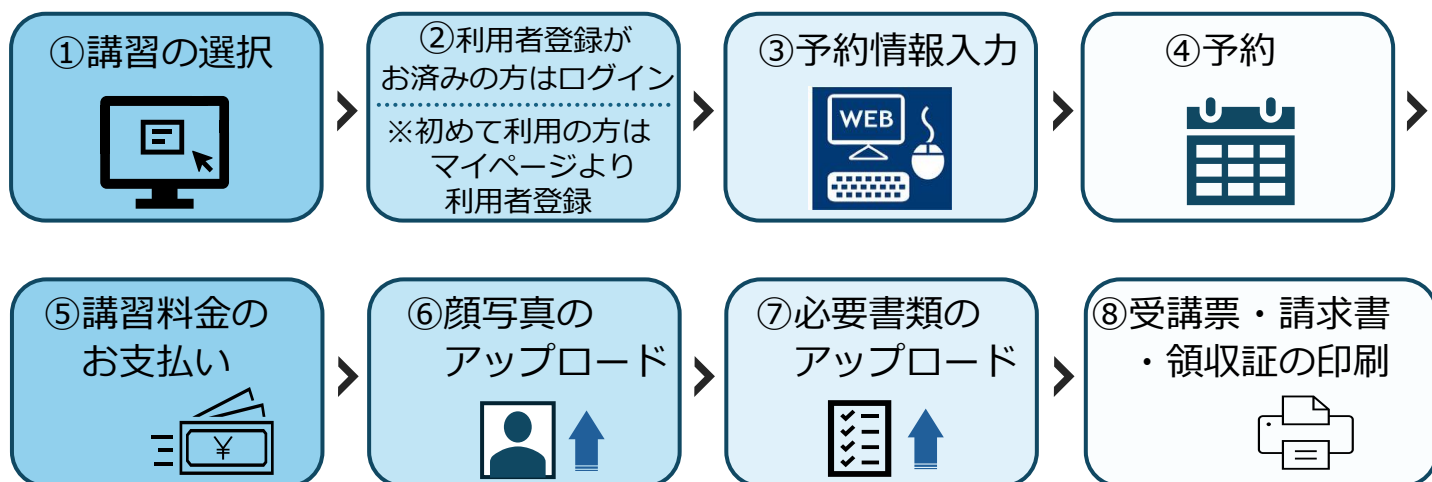 ①講習の選択
②利用者登録が
お済みの方はログイン
※初めて利用の方は
マイページより
利用者登録
③予約情報入力
WEB
④予約
⑤講習料金の
お支払い
¥
⑥顔写真の
アップロード
⑦必要書類の
アップロード
⑧受講票・請求書
・領収証の印刷